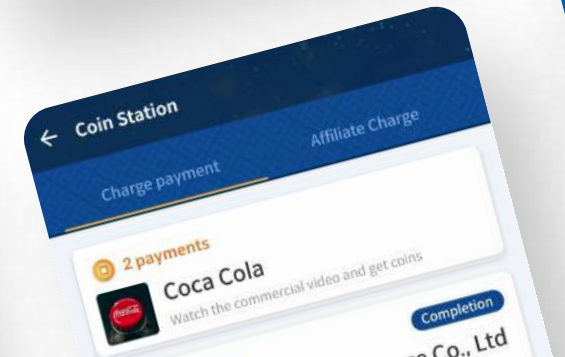 Coin Station
Charge payment
Affiliate Charge
2 payments
Coca Cola
Watch the commercial video and get coins
Completion
Co., Ltd